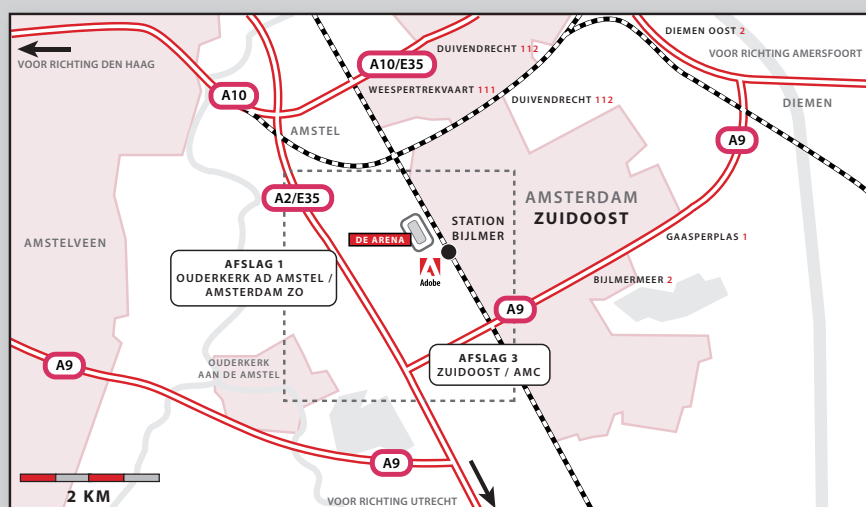 DIEMEN OOST 2
DUIVENDRECHT 112
VOOR RICHTING AMERSFOORT
A10/E35
VOOR RICHTING DEN HAAG
WEESPERTREKVAART 111
A10
DUIVENDRECHT 112
DIEMEN
AMSTEL
A9
A2/E35
AMSTERDAM
ZUIDOOST
STATION
BIJLMER
DE ARENA
GAASPERPLAS 1
AMSTELVEEN
AFSLAG 1
OUDERKERK AD AMSTEL /
AMSTERDAM ZO
Adobe
BIJLMERMEER 2
A9
AFSLAG 3
ZUIDOOST / AMC
OUDERKERK
AAN DE AMSTEL
A9
A9
2 KM
VOOR RICHTING UTRECHT